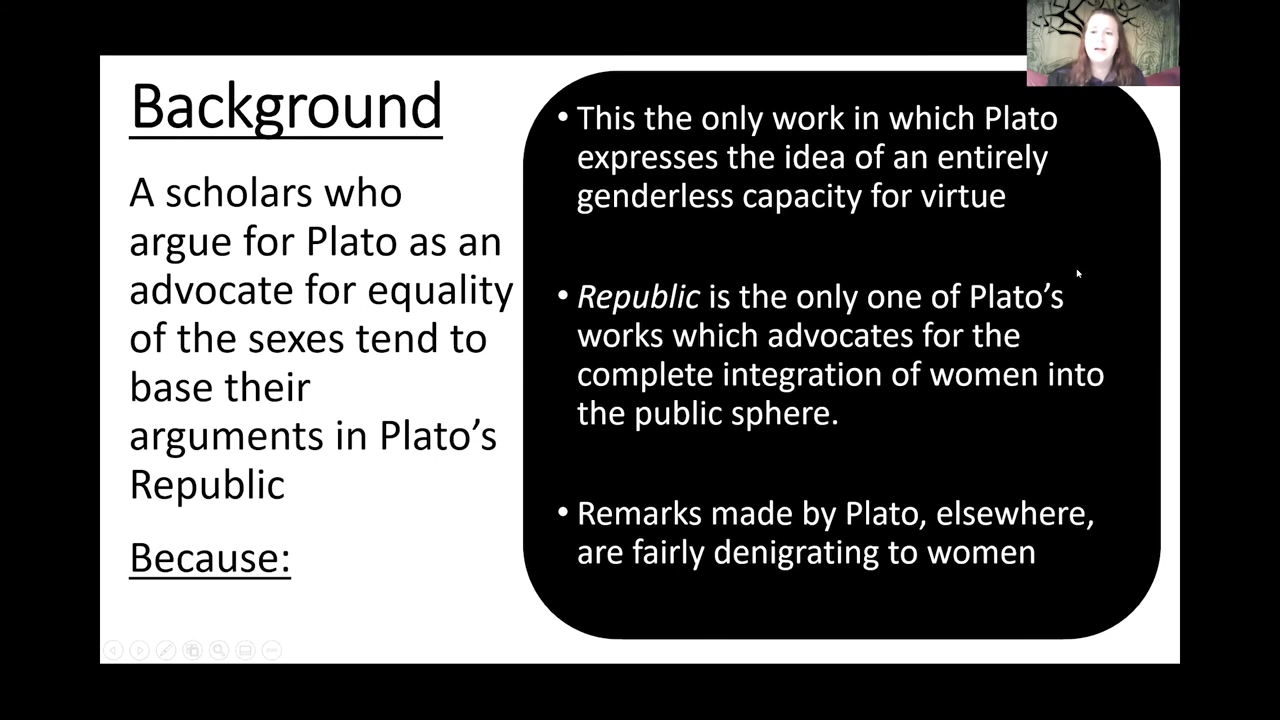 Background
A scholars who
argue for Plato as an
advocate for equality
of the sexes tend to
base their
arguments in Plato's
Republic
Because:
• This the only work in which Plato
expresses the idea of an entirely
genderless capacity for virtue
• Republic is the only one of Plato's
works which advocates for the
complete integration of women into
the public sphere.
• Remarks made by Plato, elsewhere,
are fairly denigrating to women